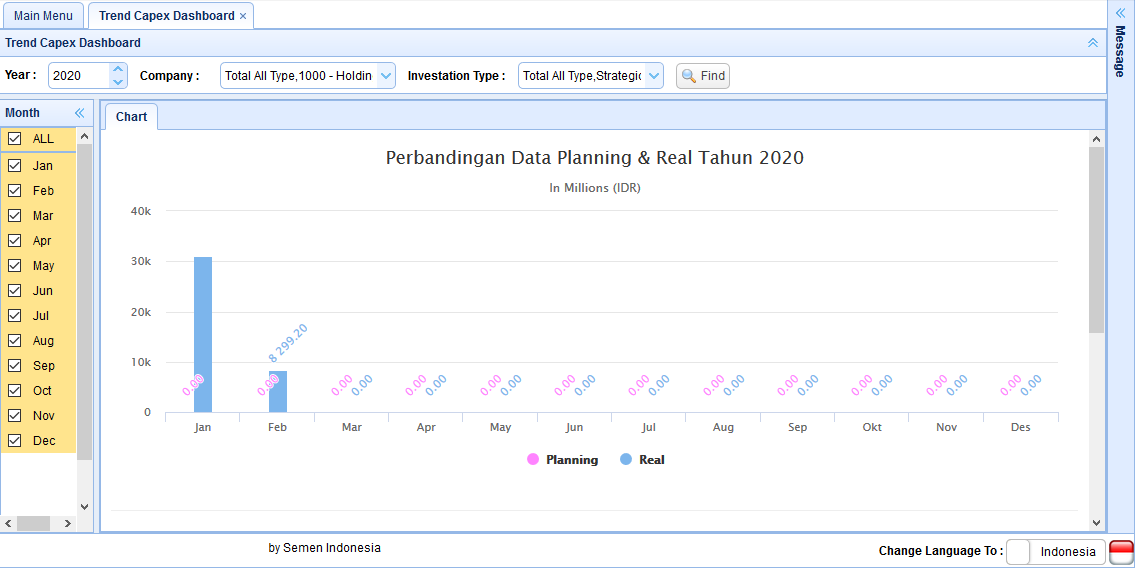 Main Menu
Trend Capex Dashboard ×
Trend Capex Dashboard
Message
Year :
2020
Company :
Total All Type,1000 - Holdin
Investation Type :
Total All Type,Strategic
Find
Month
ALL
Jan
Feb
Mar
Apr
May
Jun
Jul
Aug
Sep
Oct
Nov
Dec
Chart
Perbandingan Data Planning & Real Tahun 2020
In Millions (IDR)
40k
30k
20k
10k
0
0.00
0.00 8 299.20
0.00 0.00
0.00 0.00
0.00 0.00
0.00 0.00
0.00 0.00
0.00 0.00
0.00 0.00
0.00 0.00
0.00 0.00
0.00 0.00
Jan Feb Mar Apr May Jun Jul Aug Sep Okt Nov Des
Planning Real
by Semen Indonesia
Change Language To : Indonesia